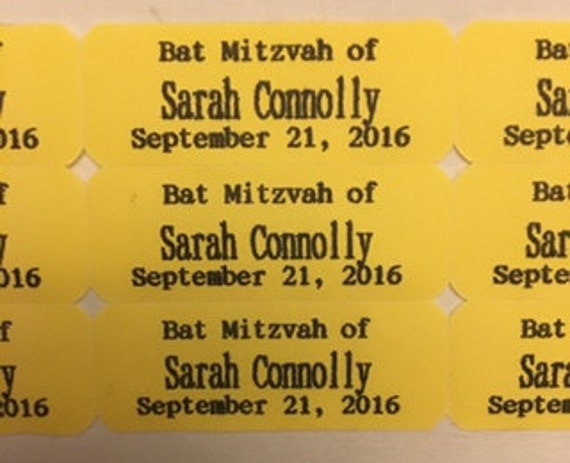 Bat Mitzvah of
Sarah Connolly
September 21, 2016
Bat Mitzvah of
Sarah Connolly
September 21, 2016
Bat Mitzvah of
Sarah Connolly
September 21, 2016